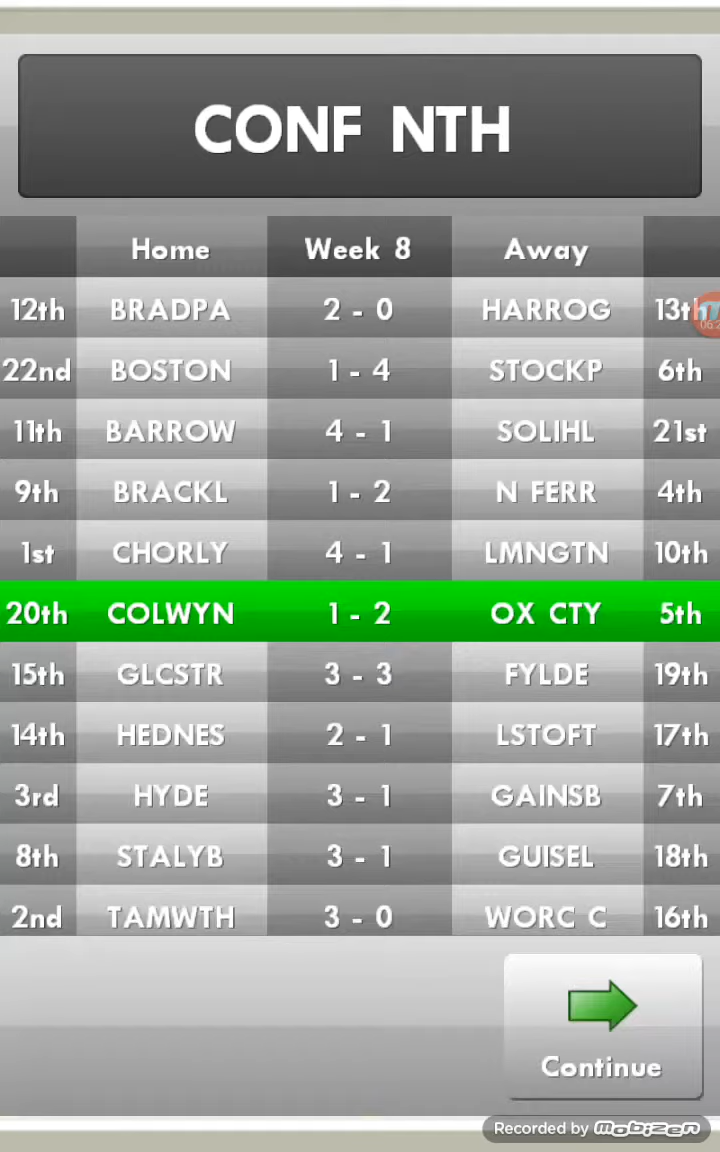 CONF NTH
Home Week 8 Away
12th BRADPA 2 - 0 HARROG 13th
22nd BOSTON 1 - 4 STOCKP 6th
11th BARROW 4 - 1 SOLIHL 21st
9th BRACKL 1 - 2 N FERR 4th
1st CHORLY 4 - 1 LMNGTN 10th
20th COLWYN 1 - 2 OX CTY 5th
15th GLCSTR 3 - 3 FYLDE 19th
14th HEDNES 2 - 1 LSTOFT 17th
3rd HYDE 3 - 1 GAINSB 7th
8th STALYB 3 - 1 GUISEL 18th
2nd TAMWTH 3 - 0 WORC C 16th
Continue
Recorded by mobizen